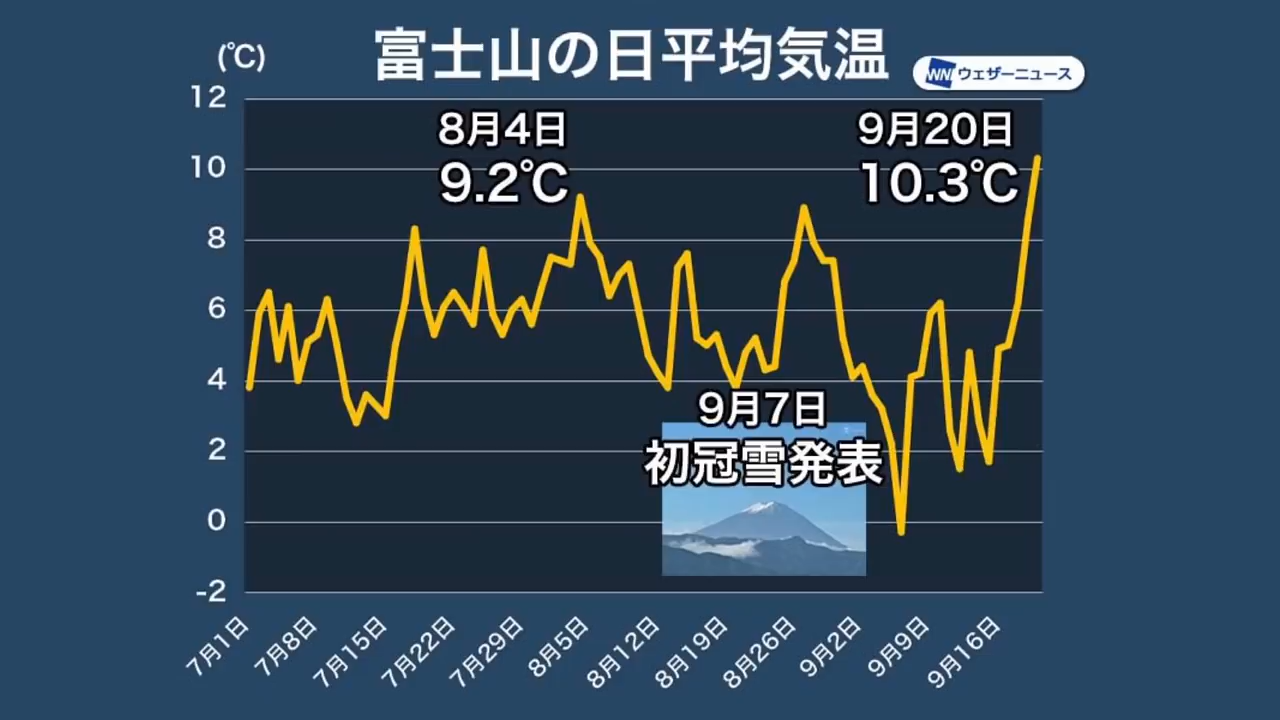 (℃)
富士山の日平均気温
WN ウェザーニュース
12
10
8
6
4
2
0
-2
8月4日
9.2℃
9月20日
10.3℃
9月7日
初冠雪発表
7月1日
7月8日
7月15日
7月22日
7月29日
8月5日
8月12日
8月19日
8月26日
9月2日
9月9日
9月16日